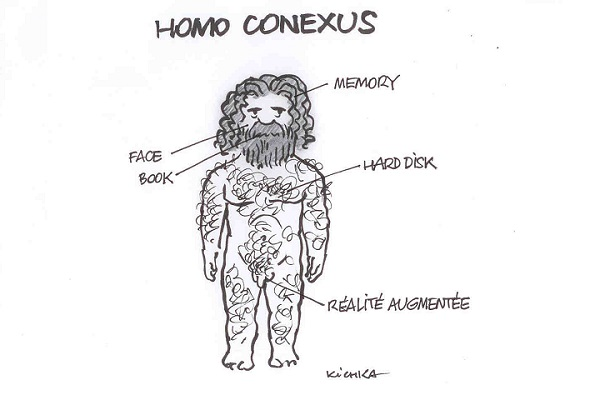 HOMO CONEXUS
MEMORY
FACE
BOOK
HARD DISK
RÉALITÉ AUGMENTÉE
KICHKA